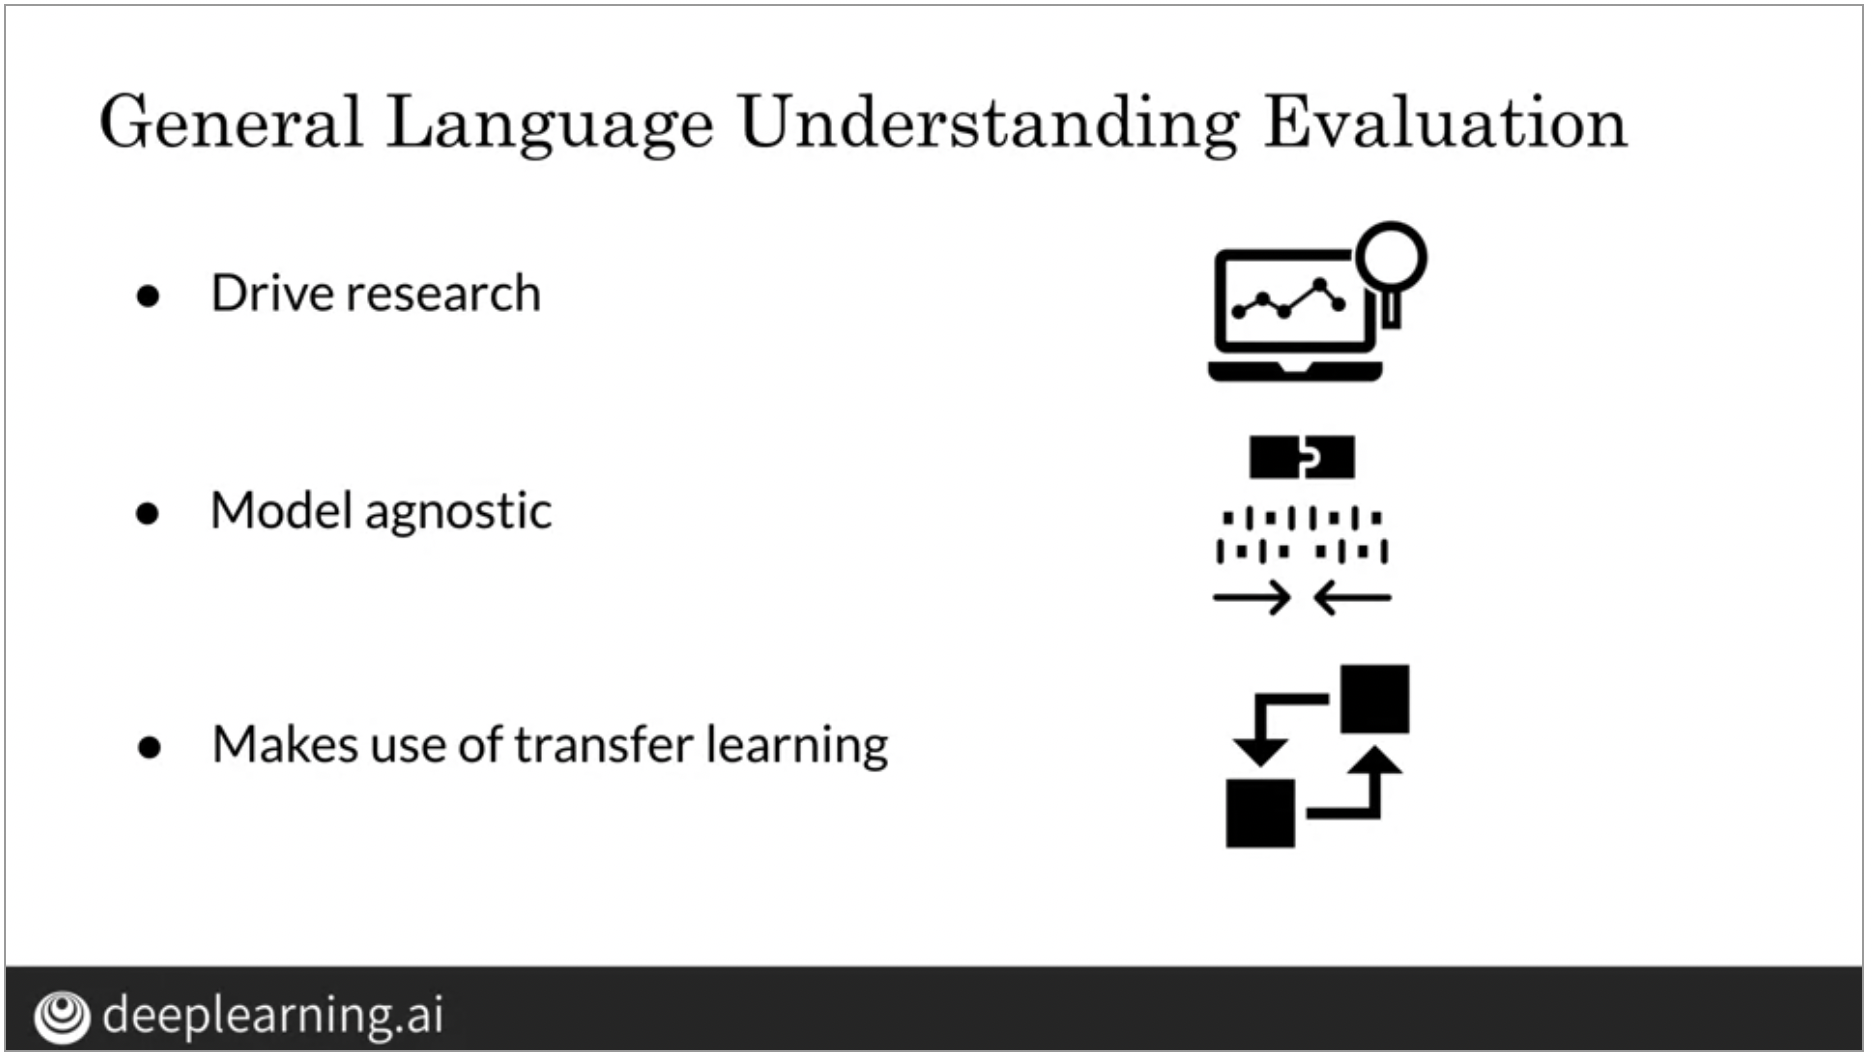 General Language Understanding Evaluation
● Drive research
● Model agnostic
● Makes use of transfer learning
deeplearning.ai